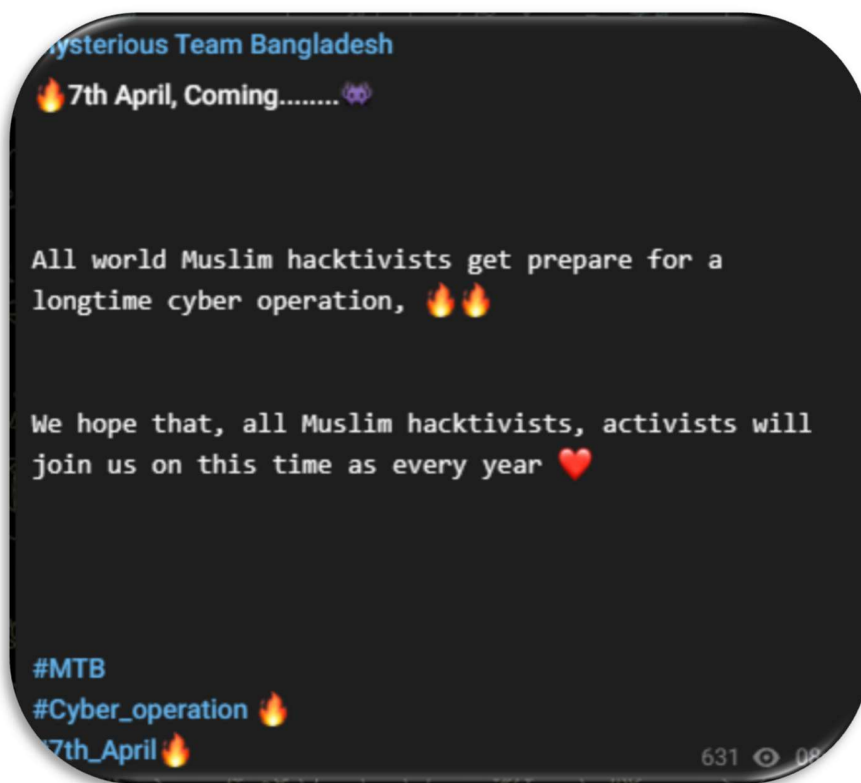 Mysterious Team Bangladesh
🔥7th April, Coming........👾
All world Muslim hacktivists get prepare for a
longtime cyber operation, 🔥🔥
We hope that, all Muslim hacktivists, activists will
join us on this time as every year ❤️
#MTB
#Cyber_operation 🔥
#7th_April🔥
631